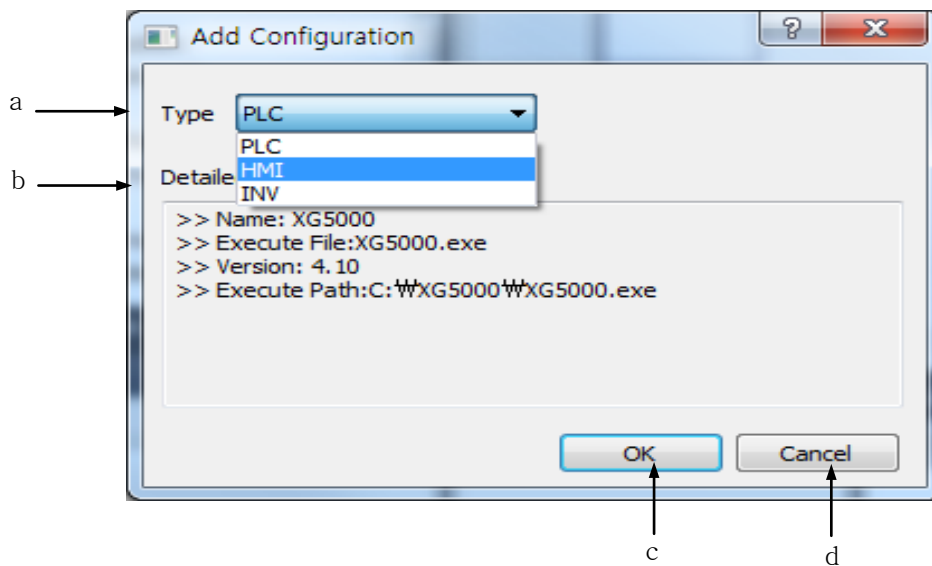 Add Configuration
?
a
Type PLC
PLC
HMI
INV
b
Detaile
>> Name: XG5000
>> Execute File:XG5000.exe
>> Version: 4.10
>> Execute Path:C:₩XG5000₩XG5000.exe
OK
Cancel
c
d